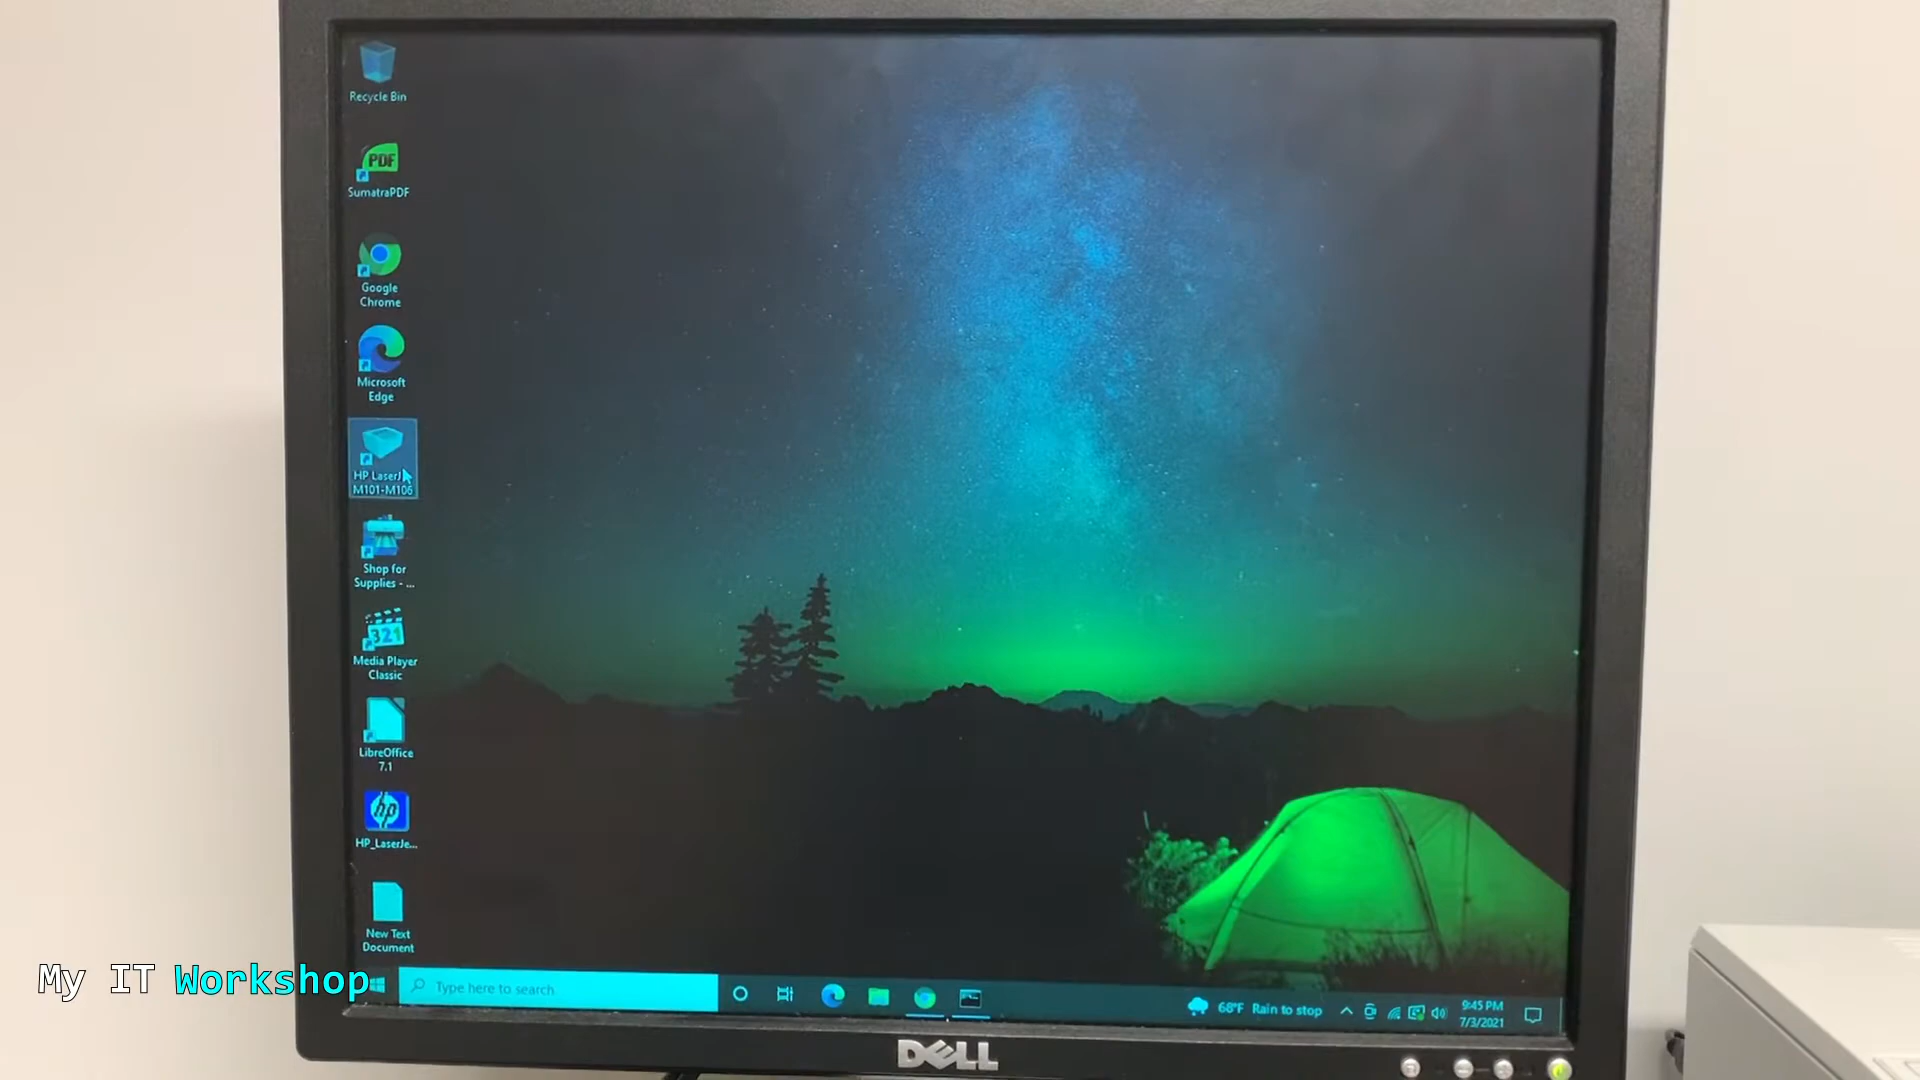 Recycle Bin
PDF
SumatraPDF
Google
Chrome
Microsoft
Edge
HP LaserJ
M101-M106
Shop for
Supplies - ...
321
Media Player
Classic
LibreOffice
7.1
hp
HP_LaserJe...
New Text
Document
My IT Workshop
Type here to search
68°F Rain to stop
9:45 PM
7/3/2021
DELL